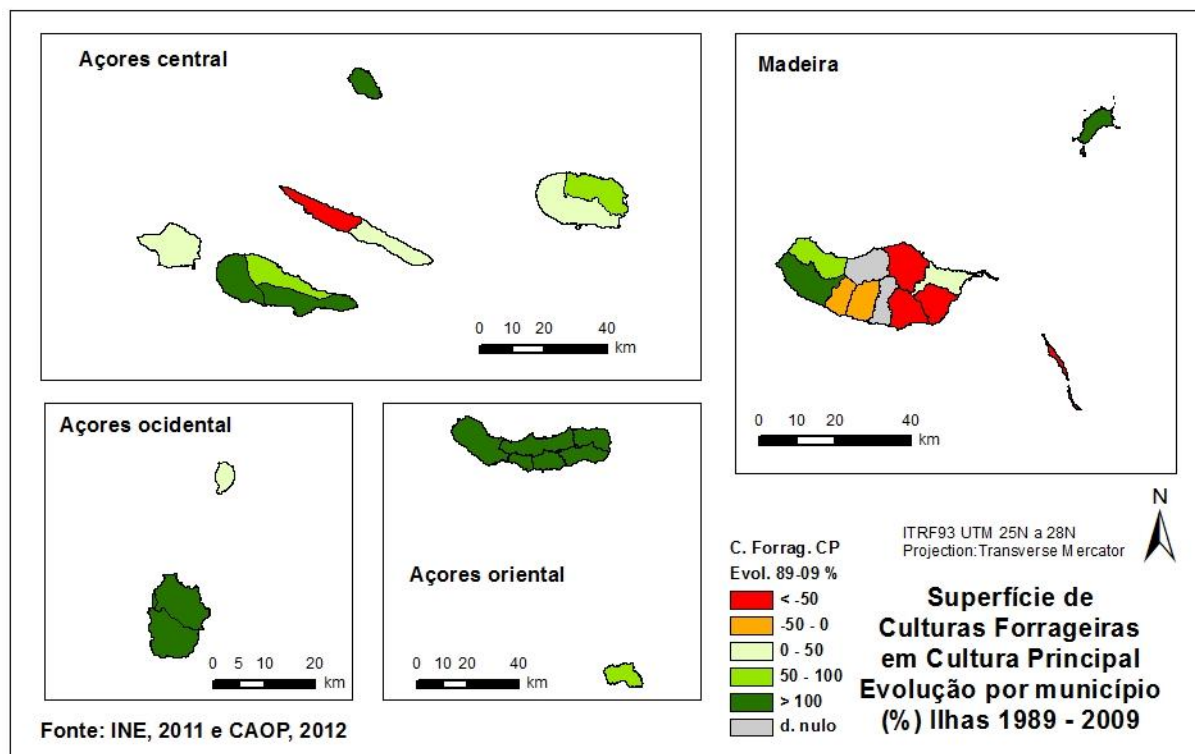 Açores central
0 10 20 40
km
Madeira
0 10 20 40
km
Açores ocidental
0 5 10 20
km
Açores oriental
0 10 20 40
km
C. Forrag. CP
Evol. 89-09 %
< -50
-50 - 0
0 - 50
50 - 100
> 100
d. nulo
ITRF93 UTM 25N a 28N
Projection: Transverse Mercator
N
Superfície de
Culturas Forrageiras
em Cultura Principal
Evolução por município
(%) Ilhas 1989 - 2009
Fonte: INE, 2011 e CAOP, 2012